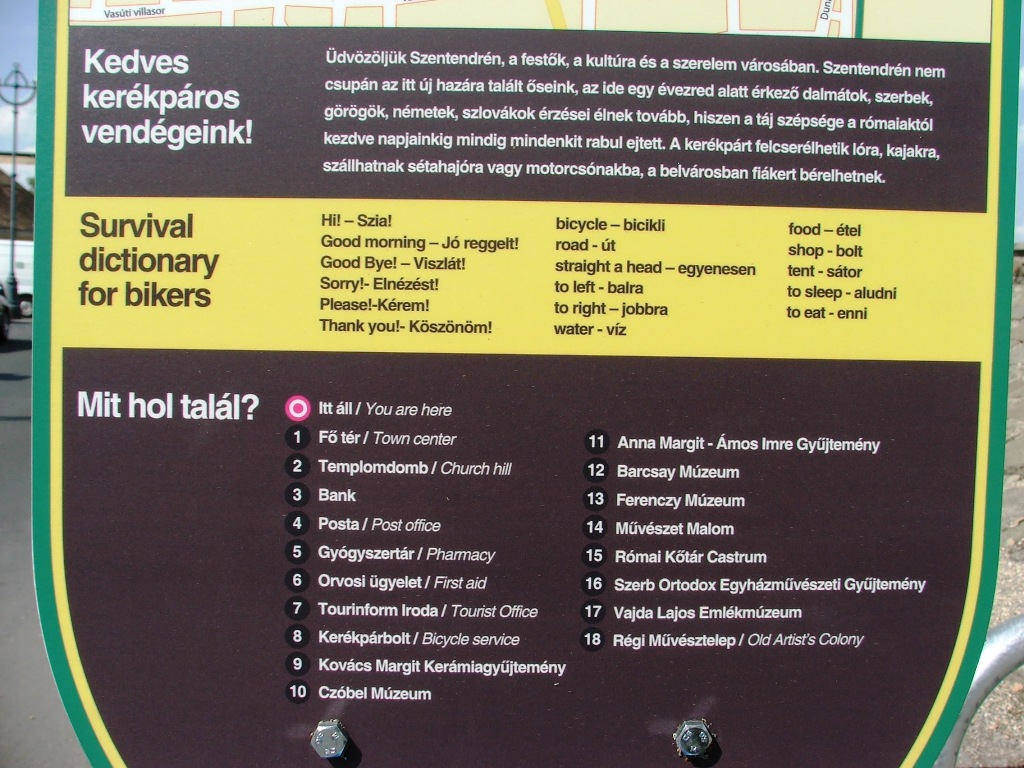 Vasúti villasor
Kedves
kerékpáros
vendégeink!
Üdvözöljük Szentendrén, a festők, a kultúra és a szerelem városában. Szentendrén nem
csupán az itt új hazára talált őseink, az ide egy évezred alatt érkező dalmátok, szerbek,
görögök, németek, szlovákok érzései élnek tovább, hiszen a táj szépsége a rómaiaktól
kezdve napjainkig mindig mindenkit rabul ejtett. A kerékpárt felcserélhetik lóra, kajakra,
szállhatnak sétahajóra vagy motorcsónakba, a belvárosban fiákert bérelhetnek.
Survival
dictionary
for bikers
Hi! – Szia!
Good morning – Jó reggelt!
Good Bye! – Viszlát!
Sorry!- Elnézést!
Please!-Kérem!
Thank you!- Köszönöm!
bicycle – bicikli
road - út
straight a head – egyenesen
to left - balra
to right – jobbra
water - víz
food – étel
shop - bolt
tent - sátor
to sleep - aludni
to eat - enni
Mit hol talál?
Itt áll / You are here
1 Fő tér / Town center
2 Templomdomb / Church hill
3 Bank
4 Posta / Post office
5 Gyógyszertár / Pharmacy
6 Orvosi ügyelet / First aid
7 Tourinform Iroda / Tourist Office
8 Kerékpárbolt / Bicycle service
9 Kovács Margit Kerámiagyűjtemény
10 Czóbel Múzeum
11 Anna Margit - Ámos Imre Gyűjtemény
12 Barcsay Múzeum
13 Ferenczy Múzeum
14 Művészet Malom
15 Római Kőtár Castrum
16 Szerb Ortodox Egyházművészeti Gyűjtemény
17 Vajda Lajos Emlékmúzeum
18 Régi Művésztelep / Old Artist's Colony